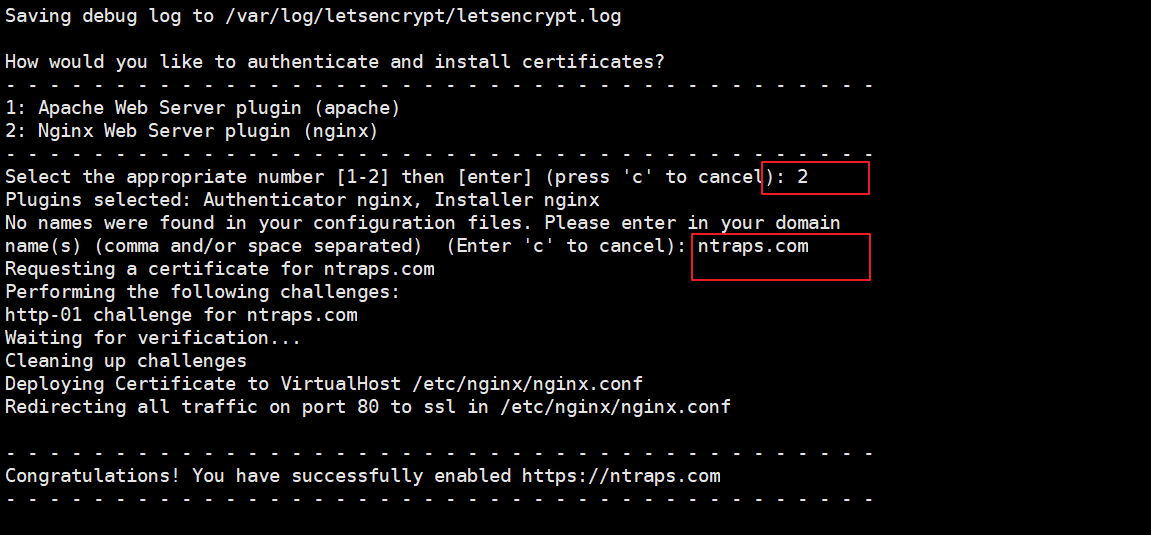 Saving debug log to /var/log/letsencrypt/letsencrypt.log
How would you like to authenticate and install certificates?
- - - - - - - - - - - - - - - - - - - - - - - - - - - - - - - - - - - - - - - -
1: Apache Web Server plugin (apache)
2: Nginx Web Server plugin (nginx)
- - - - - - - - - - - - - - - - - - - - - - - - - - - - - - - - - - - - - - - -
Select the appropriate number [1-2] then [enter] (press 'c' to cancel): 2
Plugins selected: Authenticator nginx, Installer nginx
No names were found in your configuration files. Please enter in your domain
name(s) (comma and/or space separated)  (Enter 'c' to cancel): ntraps.com
Requesting a certificate for ntraps.com
Performing the following challenges:
http-01 challenge for ntraps.com
Waiting for verification...
Cleaning up challenges
Deploying Certificate to VirtualHost /etc/nginx/nginx.conf
Redirecting all traffic on port 80 to ssl in /etc/nginx/nginx.conf
- - - - - - - - - - - - - - - - - - - - - - - - - - - - - - - - - - - - - - - -
Congratulations! You have successfully enabled https://ntraps.com
- - - - - - - - - - - - - - - - - - - - - - - - - - - - - - - - - - - - - - - -